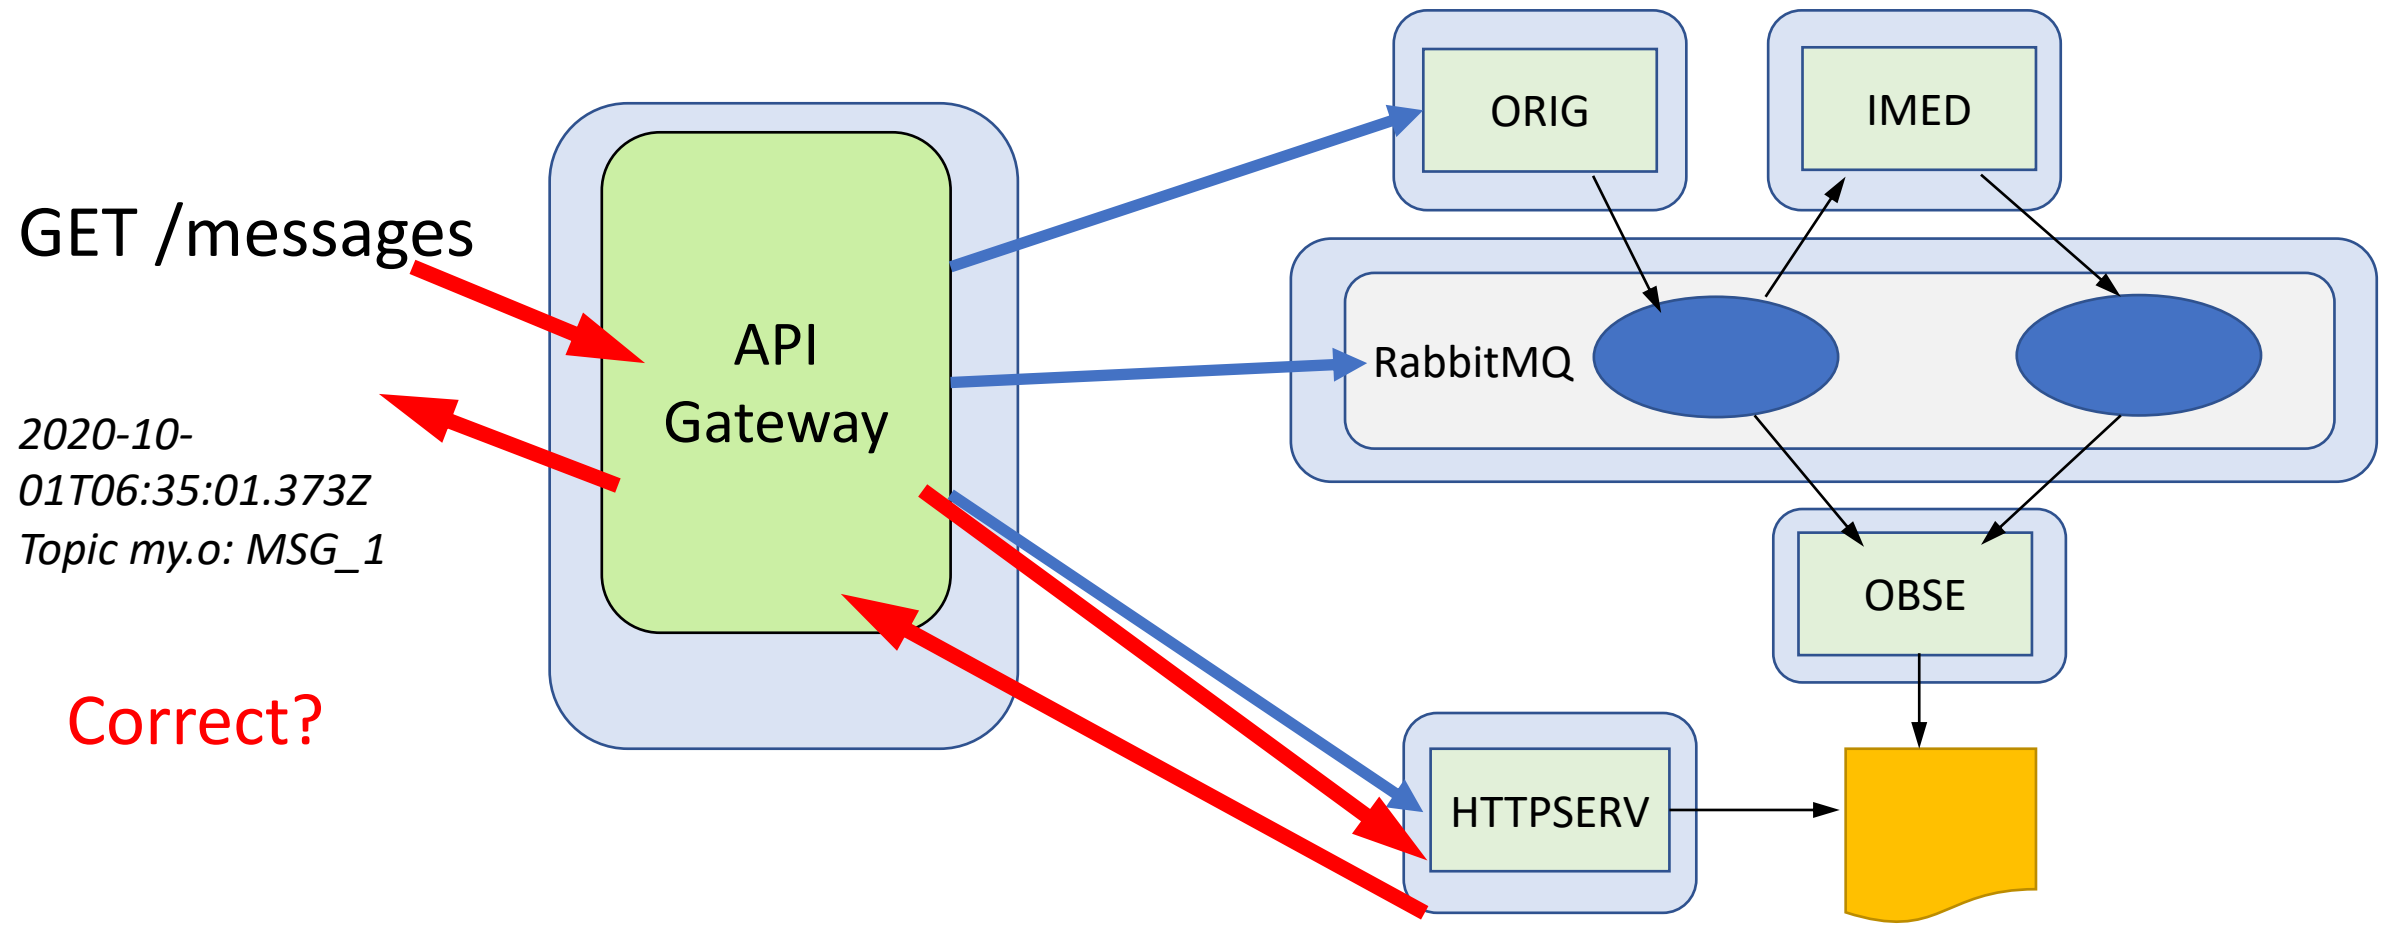 GET /messages
2020-10-
01T06:35:01.373Z
Topic my.o: MSG_1
Correct?
API
Gateway
ORIG
IMED
RabbitMQ
OBSE
HTTPSERV